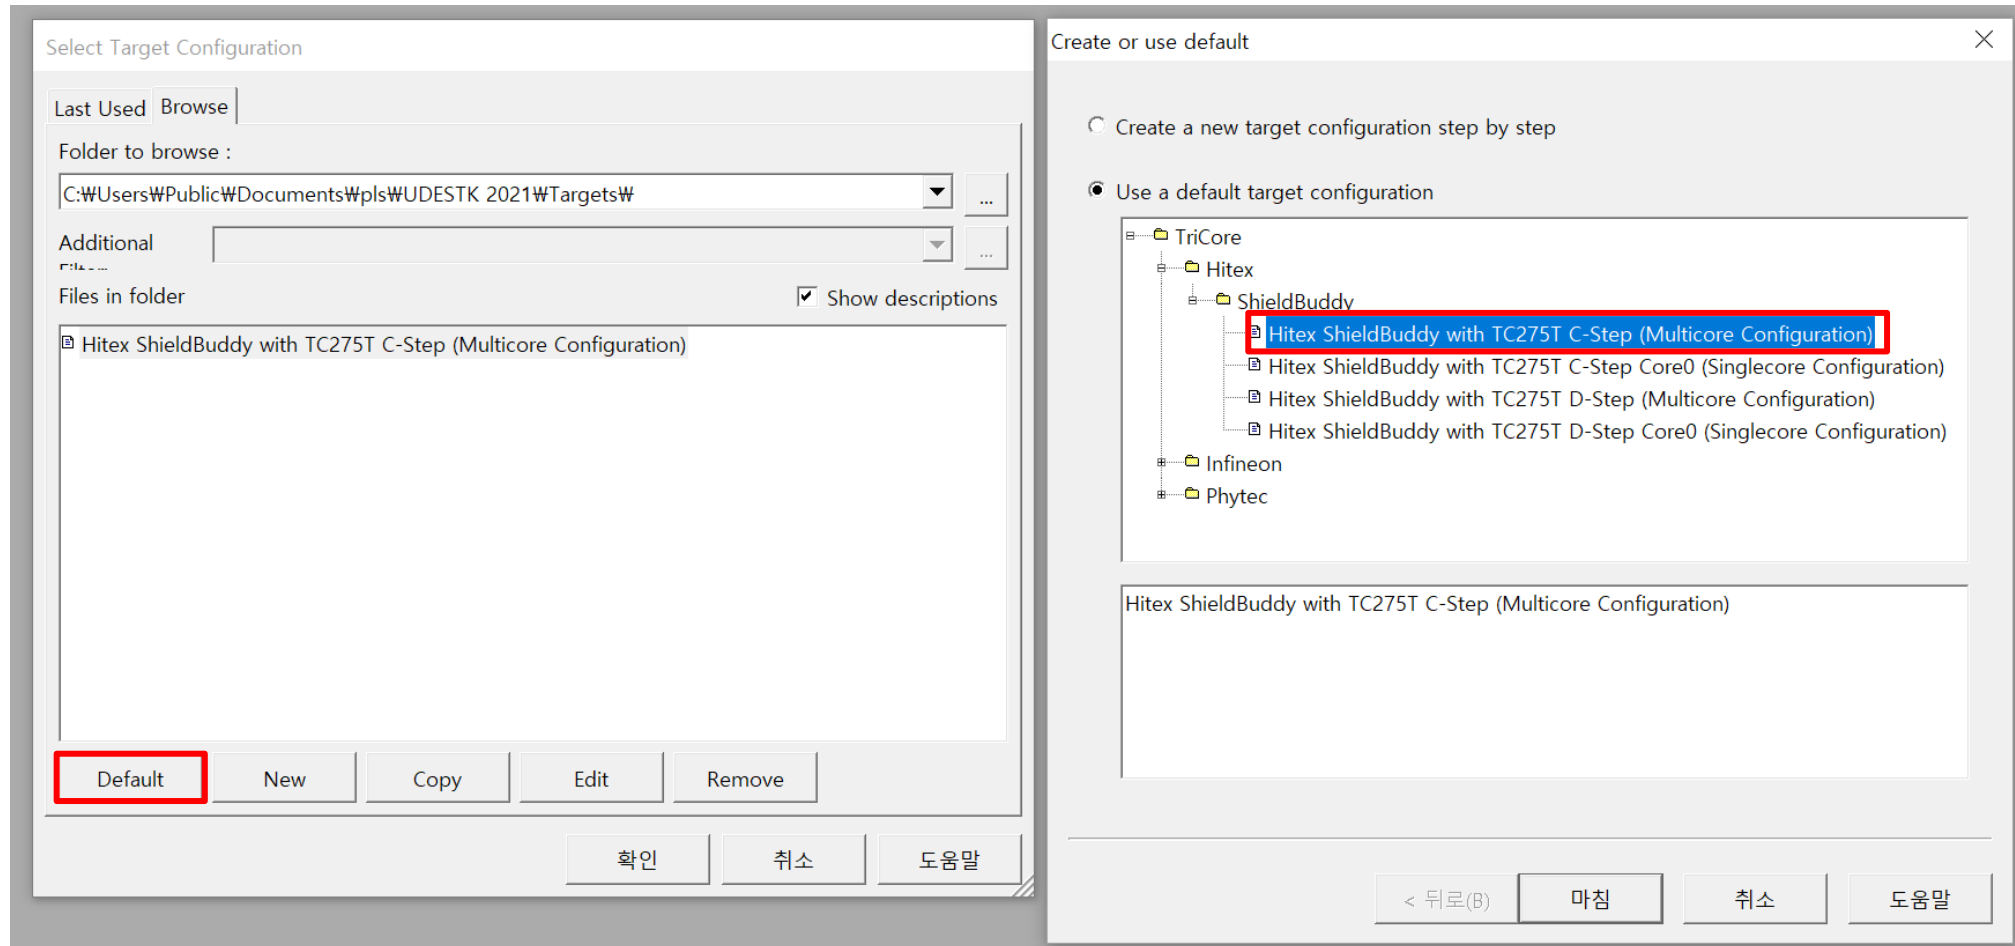 Select Target Configuration
Last Used Browse
Folder to browse :
C:₩Users₩Public₩Documents₩pls₩UDESTK 2021₩Targets₩
...
Additional
...
Files in folder
Show descriptions
Hitex ShieldBuddy with TC275T C-Step (Multicore Configuration)
Default New Copy Edit Remove
확인 취소 도움말
Create or use default
Create a new target configuration step by step
Use a default target configuration
TriCore
Hitex
ShieldBuddy
Hitex ShieldBuddy with TC275T C-Step (Multicore Configuration)
Hitex ShieldBuddy with TC275T C-Step Core0 (Singlecore Configuration)
Hitex ShieldBuddy with TC275T D-Step (Multicore Configuration)
Hitex ShieldBuddy with TC275T D-Step Core0 (Singlecore Configuration)
Infineon
Phytec
Hitex ShieldBuddy with TC275T C-Step (Multicore Configuration)
< 뒤로(B) 마침 취소 도움말